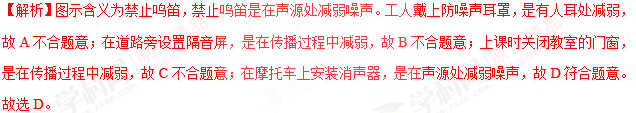 【解析】图示含义为禁止鸣笛，禁止鸣笛是在声源处减弱噪声。工人戴上防噪声耳罩，是有人耳处减弱，
故 A 不合题意；在道路旁设置隔音屏，是在传播过程中减弱，故 B 不合题意；上课时关闭教室的门窗，
是在传播过程中减弱，故 C 不合题意；在摩托车上安装消声器，是在声源处减弱噪声，故 D 符合题意。
故选 D。